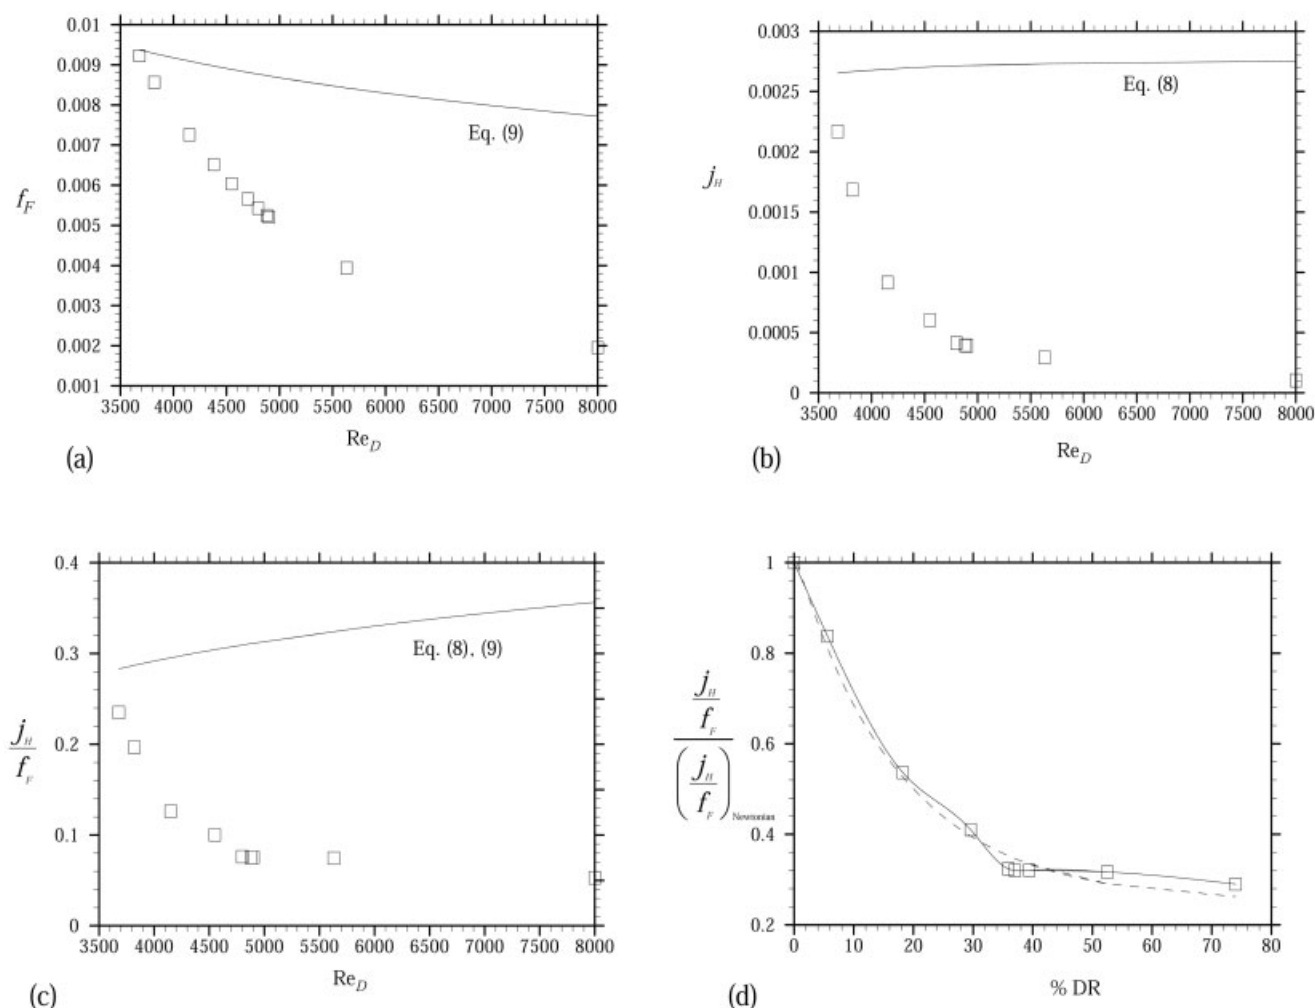 0.01
0.009
0.008
0.007
0.006
0.005
0.004
0.003
0.002
0.001
f_F
Eq. (9)
3500 4000 4500 5000 5500 6000 6500 7000 7500 8000
Re_D
(a)
0.003
0.0025
0.002
0.0015
0.001
0.0005
0
j_H
Eq. (8)
3500 4000 4500 5000 5500 6000 6500 7000 7500 8000
Re_D
(b)
0.4
0.3
0.2
0.1
0
j_H
f_F
Eq. (8), (9)
3500 4000 4500 5000 5500 6000 6500 7000 7500 8000
Re_D
(c)
1
0.8
0.6
0.4
0.2
j_H
f_F
(j_H
f_F) Newtonian
0 10 20 30 40 50 60 70 80
% DR
(d)